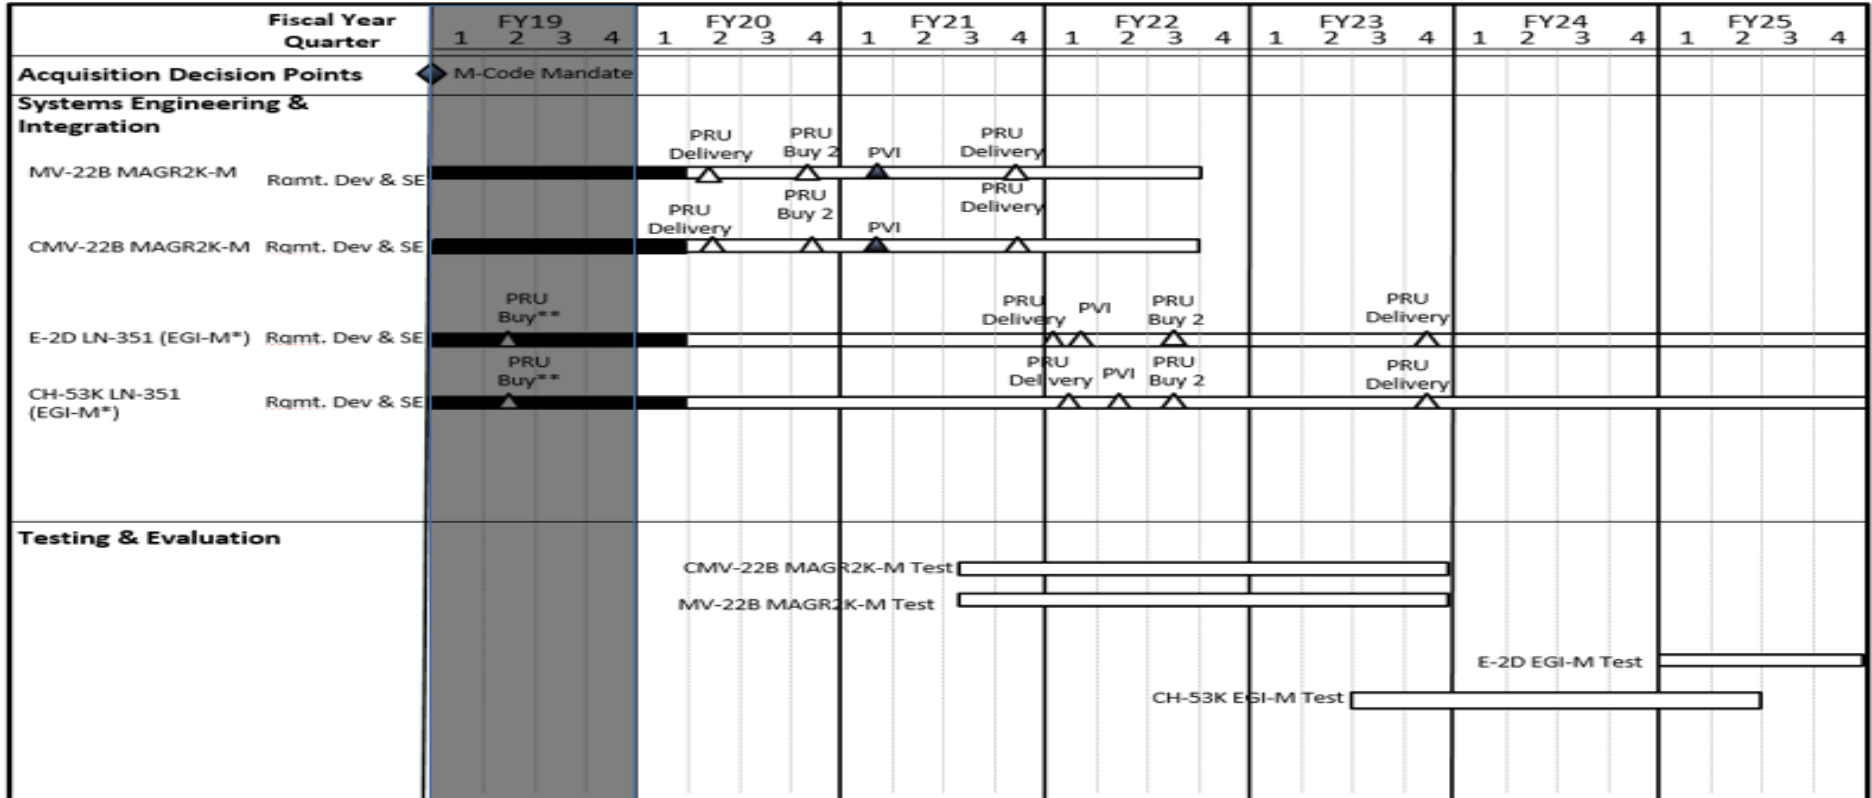 Fiscal Year FY19 FY20 FY21 FY22 FY23 FY24 FY25
Quarter 1 2 3 4 1 2 3 4 1 2 3 4 1 2 3 4 1 2 3 4 1 2 3 4 1 2 3 4
Acquisition Decision Points M-Code Mandate
Systems Engineering &
Integration
PRU PRU PRU
Delivery Buy 2 PVI Delivery
MV-22B MAGR2K-M Rqmt. Dev & SE
PRU PRU
Buy 2 Delivery
PRU
Delivery PVI
CMV-22B MAGR2K-M Rqmt. Dev & SE
PRU PRU PVI PRU PRU
Buy** Delivery Buy 2 Delivery
E-2D LN-351 (EGI-M*) Rqmt. Dev & SE
PRU PRU PVI PRU PRU
Buy** Delivery Buy 2 Delivery
CH-53K LN-351
(EGI-M*) Rqmt. Dev & SE
Testing & Evaluation
CMV-22B MAGR2K-M Test
MV-22B MAGR2K-M Test
E-2D EGI-M Test
CH-53K EGI-M Test